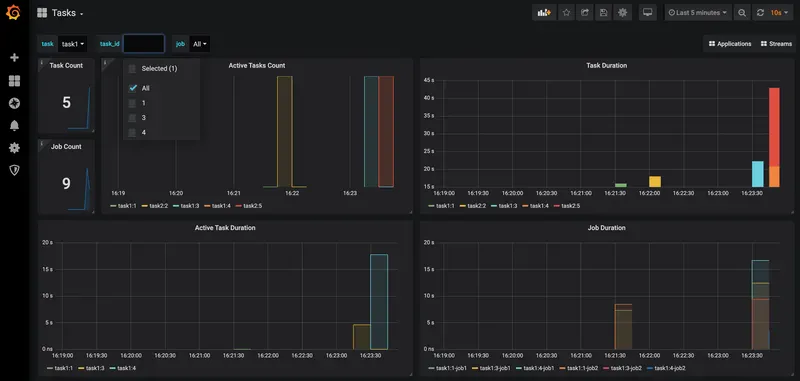 Tasks
Last 5 minutes
10s
task task1 task_id job All
Applications Streams
Selected (1)
All
1
3
4
Task Count
5
Job Count
9
Active Tasks Count
16:19 16:20 16:21 16:22 16:23
task1:1 task2:2 task1:3 task1:4 task2:5
Task Duration
45 s
40 s
35 s
30 s
25 s
20 s
15 s
16:19:00 16:19:30 16:20:00 16:20:30 16:21:00 16:21:30 16:22:00 16:22:30 16:23:00 16:23:30
task1:1 task2:2 task1:3 task1:4 task2:5
Active Task Duration
20 s
15 s
10 s
5 s
0 ns
16:19:00 16:19:30 16:20:00 16:20:30 16:21:00 16:21:30 16:22:00 16:22:30 16:23:00 16:23:30
task1:1 task1:3 task1:4
Job Duration
20 s
15 s
10 s
5 s
0 ns
16:19:00 16:19:30 16:20:00 16:20:30 16:21:00 16:21:30 16:22:00 16:22:30 16:23:00 16:23:30
task1:1-job1 task1:3-job1 task1:4-job1 task1:1-job2 task1:3-job2 task1:4-job2